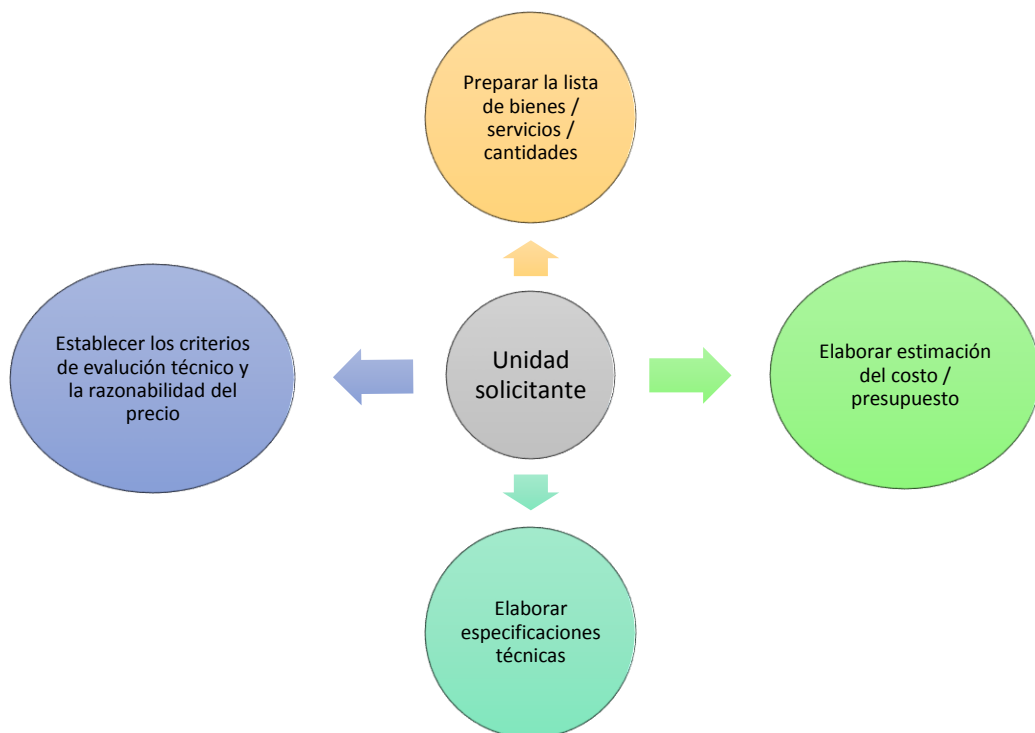 Preparar la lista
de bienes /
servicios /
cantidades
Establecer los criterios
de evalución técnico y
la razonabilidad del
precio
Unidad
solicitante
Elaborar estimación
del costo /
presupuesto
Elaborar
especificaciones
técnicas